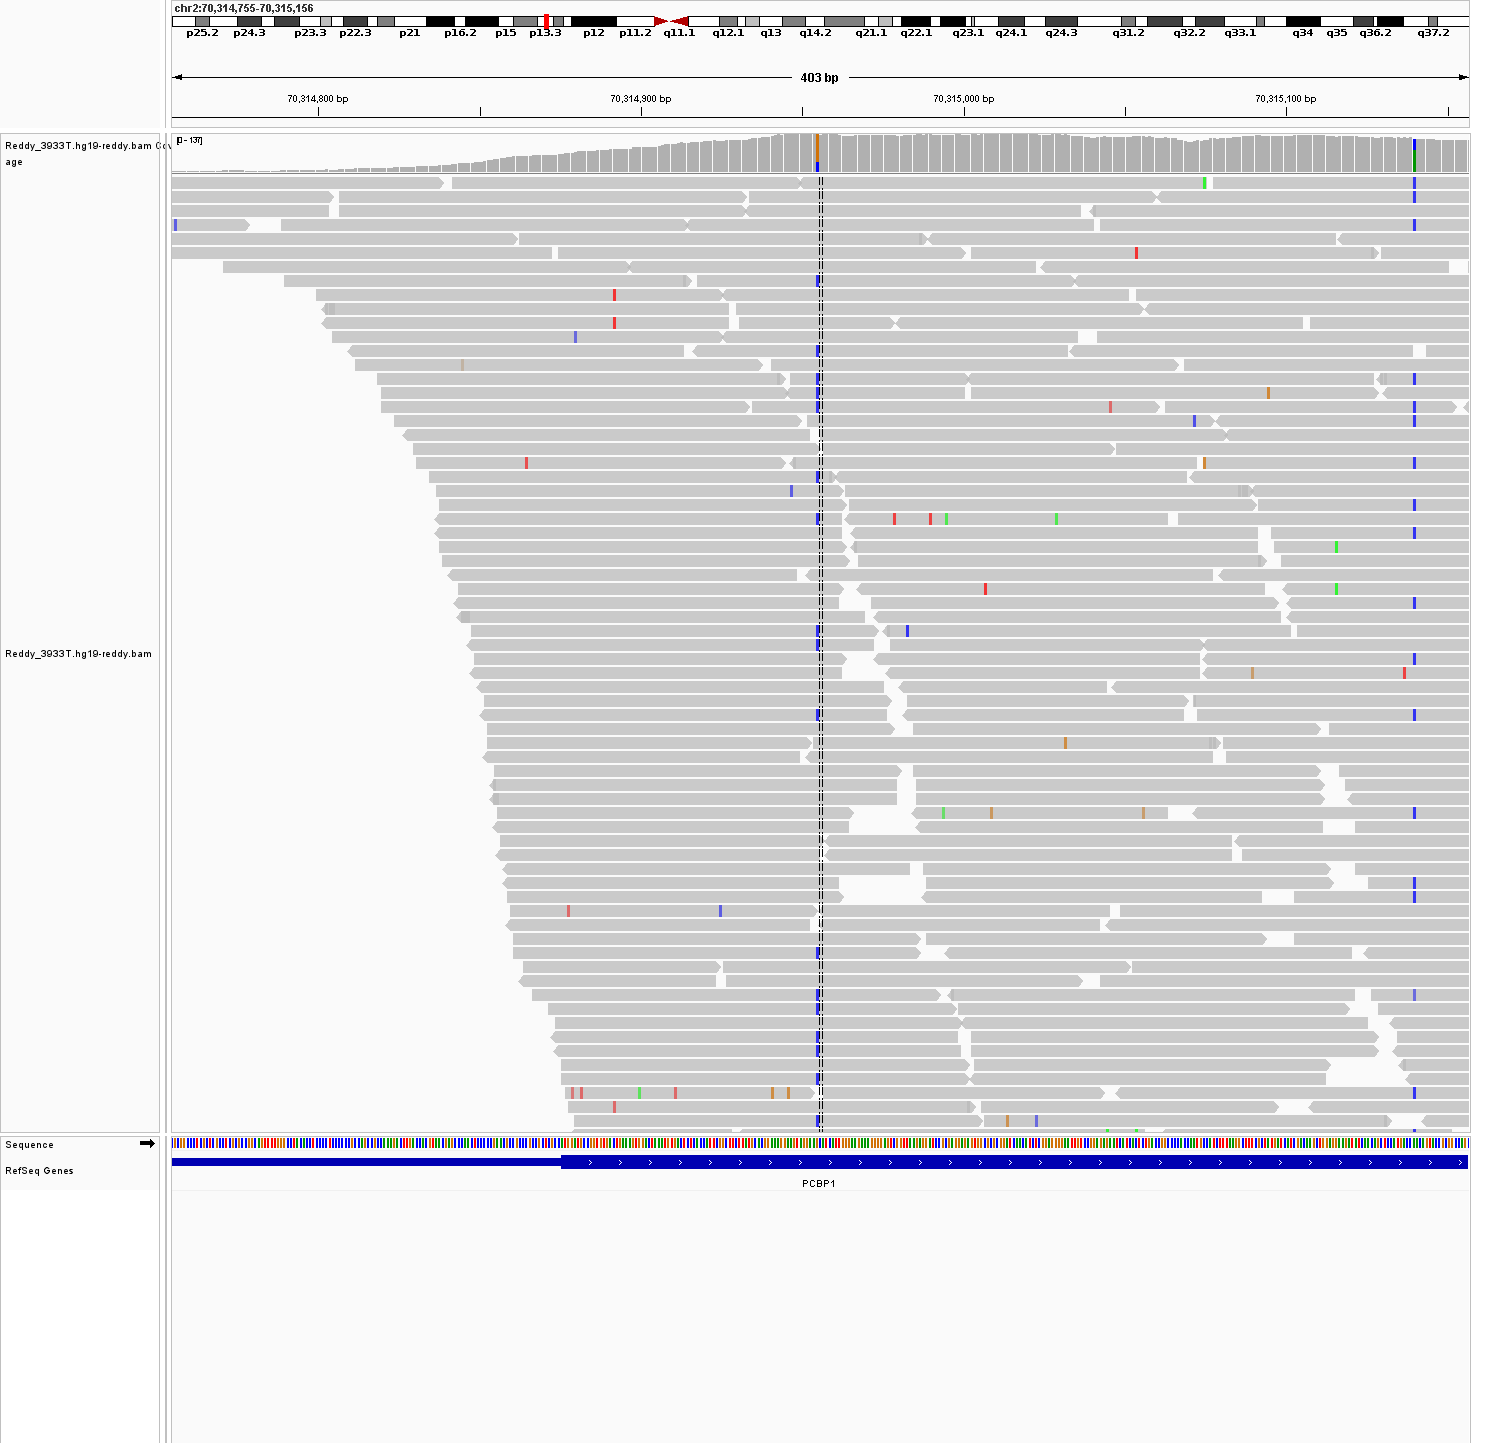 chr2:70,314,755-70,315,156
p25.2 p24.3 p23.3 p22.3 p21 p16.2 p15 p13.3 p12 p11.2 q11.1 q12.1 q13 q14.2 q21.1 q22.1 q23.1 q24.1 q24.3 q31.2 q32.2 q33.1 q34 q35 q36.2 q37.2
403 bp
70,314,800 bp 70,314,900 bp 70,315,000 bp 70,315,100 bp
[0 - 137]
Reddy_3933T.hg19-reddy.bam Cov
age
Reddy_3933T.hg19-reddy.bam
Sequence
RefSeq Genes
PCBP1